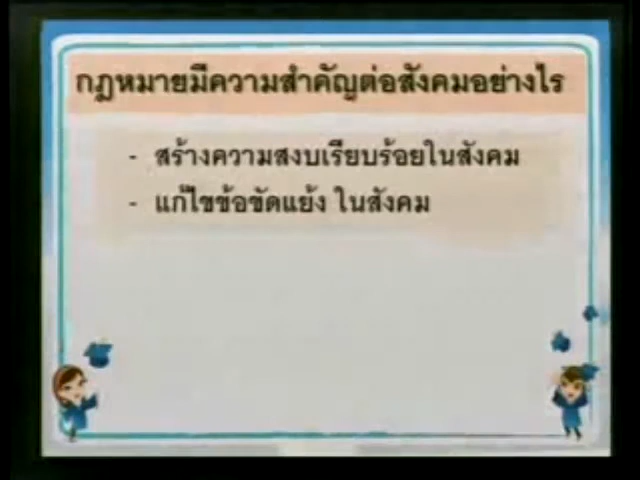 กฎหมายมีความสำคัญต่อสังคมอย่างไร
- สร้างความสงบเรียบร้อยในสังคม
- แก้ไขข้อขัดแย้ง ในสังคม